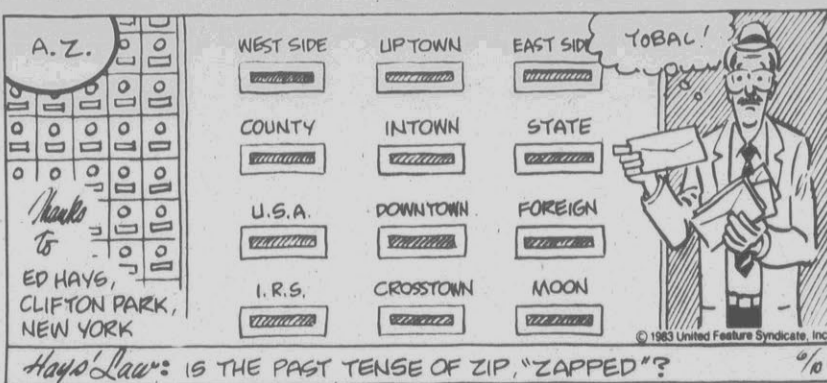 A.Z.
WEST SIDE UPTOWN EAST SIDE
YOBAL!
COUNTY INTOWN STATE
U.S.A. DOWNTOWN FOREIGN
I.R.S. CROSSTOWN MOON
Thanks
To
ED HAYS,
CLIFTON PARK,
NEW YORK
© 1983 United Feature Syndicate, Inc
Hays' Law: IS THE PAST TENSE OF ZIP, "ZAPPED"?
6/10